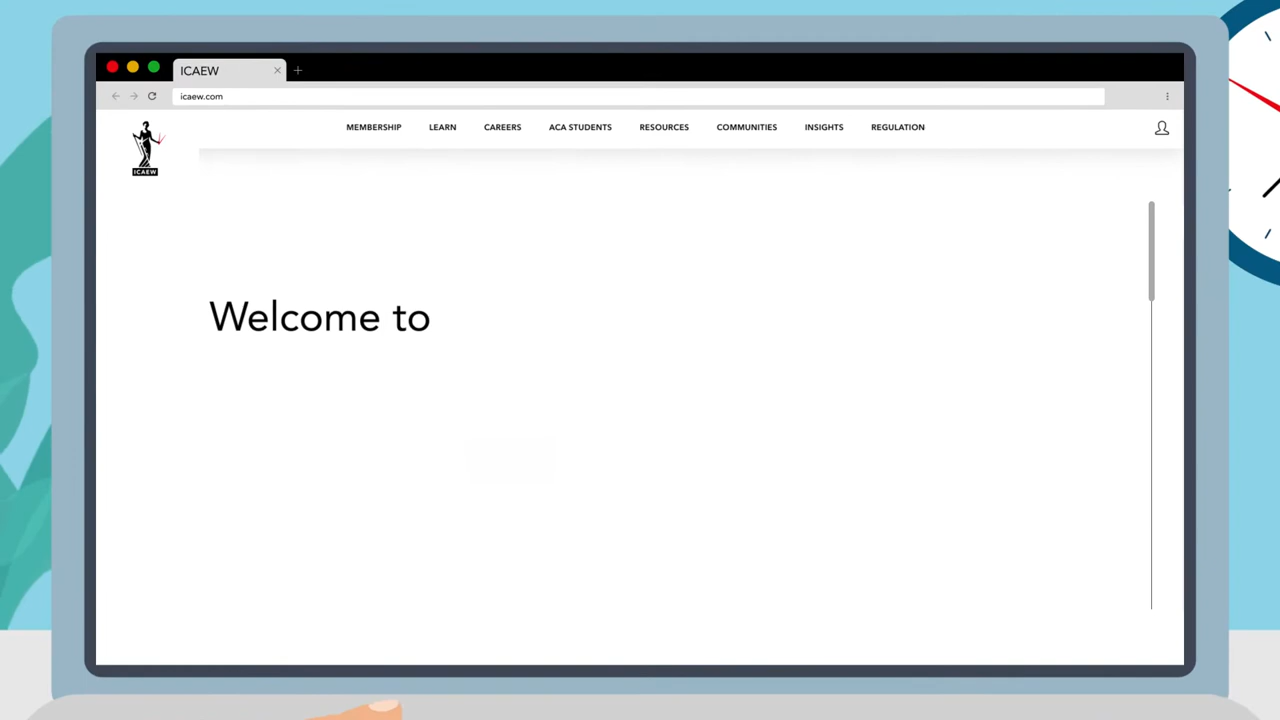 ICAEW
icaew.com
MEMBERSHIP LEARN CAREERS ACA STUDENTS RESOURCES COMMUNITIES INSIGHTS REGULATION
ICAEW
Welcome to